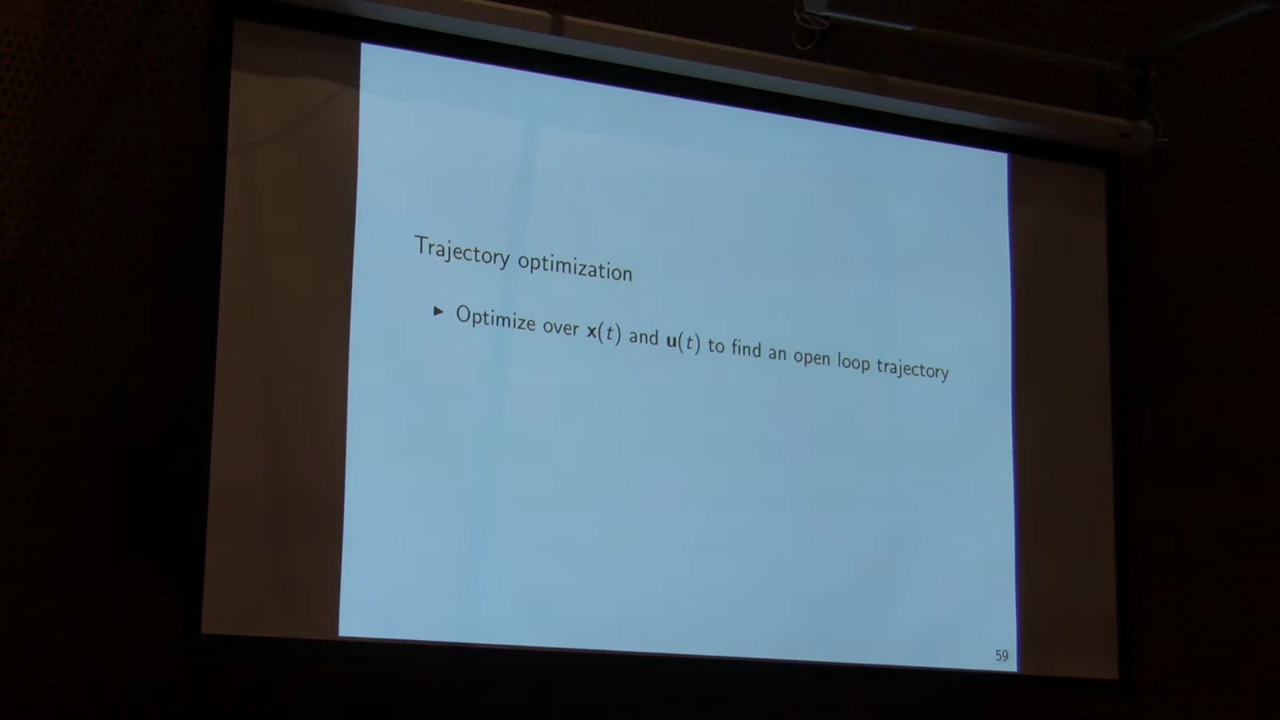 Trajectory optimization
▶ Optimize over x(t) and u(t) to find an open loop trajectory
59